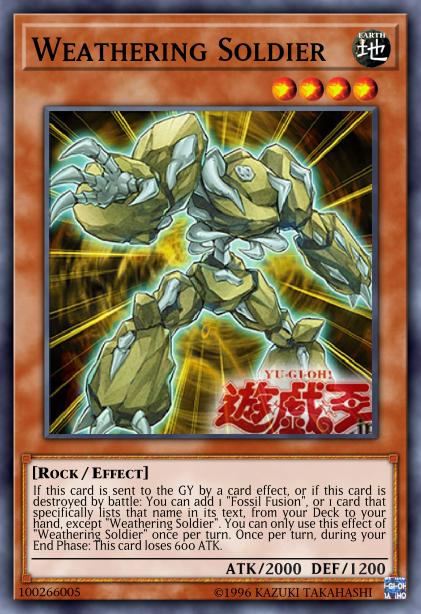 WEATHERING SOLDIER
EARTH
地
YU-GI-OH!
遊戯王
[ROCK / EFFECT]
If this card is sent to the GY by a card effect, or if this card is
destroyed by battle: You can add 1 "Fossil Fusion", or 1 card that
specifically lists that name in its text, from your Deck to your
hand, except "Weathering Soldier". You can only use this effect of
"Weathering Soldier" once per turn. Once per turn, during your
End Phase: This card loses 600 ATK.
ATK/2000 DEF/1200
100266005
©1996 KAZUKI TAKAHASHI